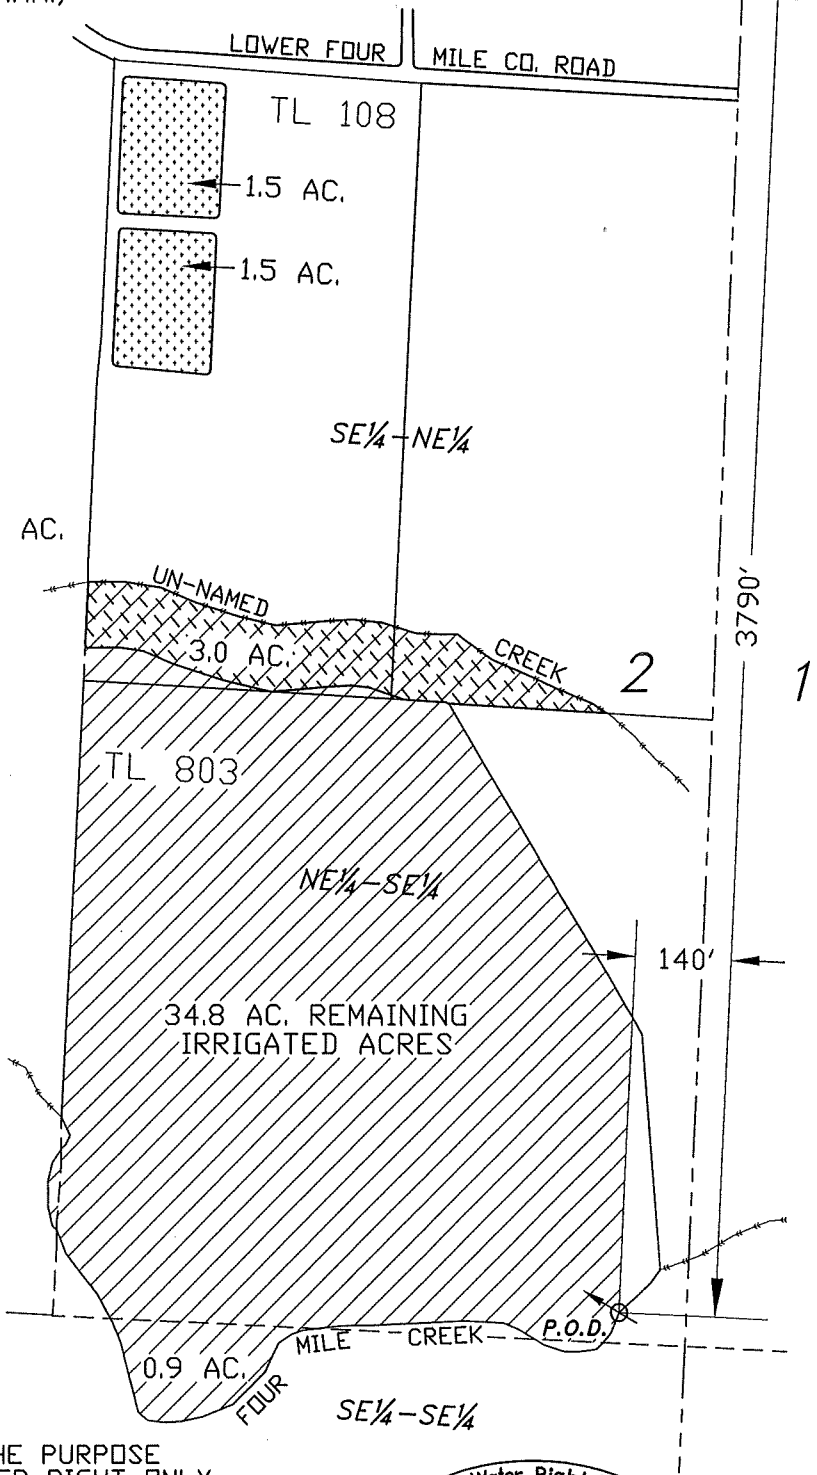 LOWER FOUR
MILE CO. ROAD
TL 108
1.5 AC.
1.5 AC.
SE¼-NE¼
AC.
UN-NAMED
CREEK
3.0 AC.
2
3790'
1
TL 803
NE¼-SE¼
140'
34.8 AC. REMAINING
IRRIGATED ACRES
P.O.D.
MILE CREEK
0.9 AC.
FOUR
SE¼-SE¼
HE PURPOSE
RIGHT ONLY
Water Right